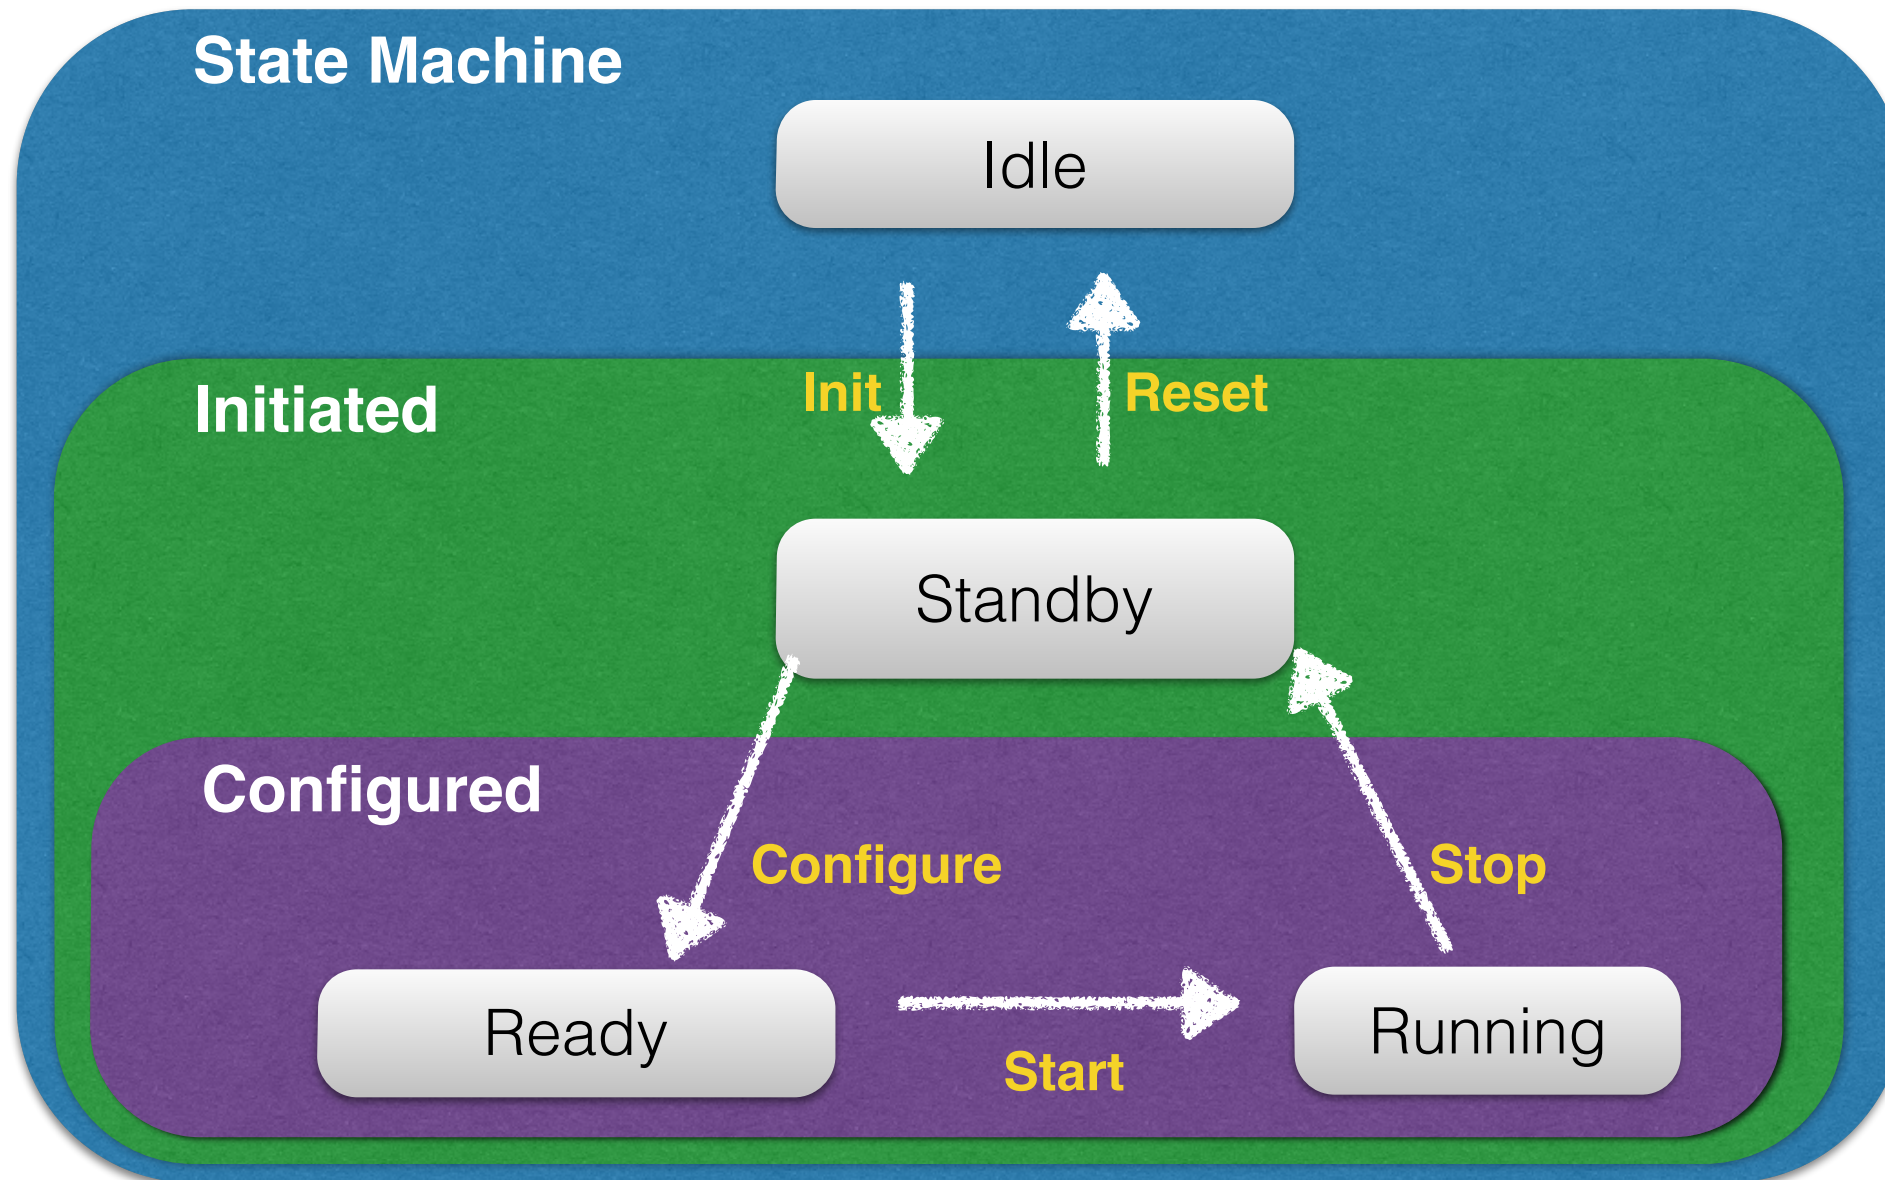 State Machine
Idle
Init
Reset
Initiated
Standby
Configured
Configure
Stop
Ready
Start
Running